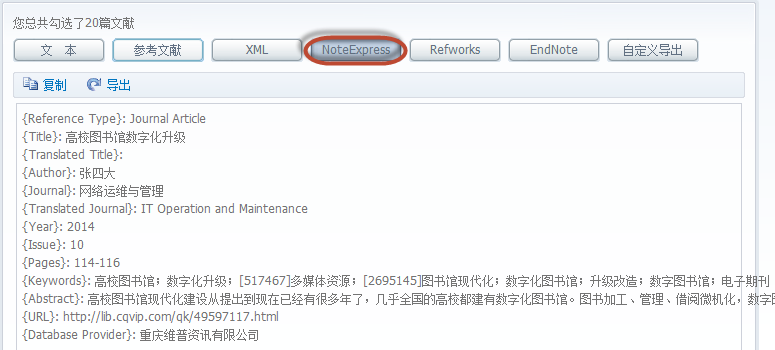 您总共勾选了20篇文献
文 本 参考文献 XML NoteExpress Refworks EndNote 自定义导出
复制 导出
{Reference Type}: Journal Article
{Title}: 高校图书馆数字化升级
{Translated Title}:
{Author}: 张四大
{Journal}: 网络运维与管理
{Translated Journal}: IT Operation and Maintenance
{Year}: 2014
{Issue}: 10
{Pages}: 114-116
{Keywords}: 高校图书馆；数字化升级；[517467]多媒体资源；[2695145]图书馆现代化；数字化图书馆；升级改造；数字图书馆；电子期刊
{Abstract}: 高校图书馆现代化建设从提出到现在已经有很多年了，几乎全国的高校都建有数字化图书馆。图书加工、管理、借阅微机化，数字
{URL}: http://lib.cqvip.com/qk/49597117.html
{Database Provider}: 重庆维普资讯有限公司